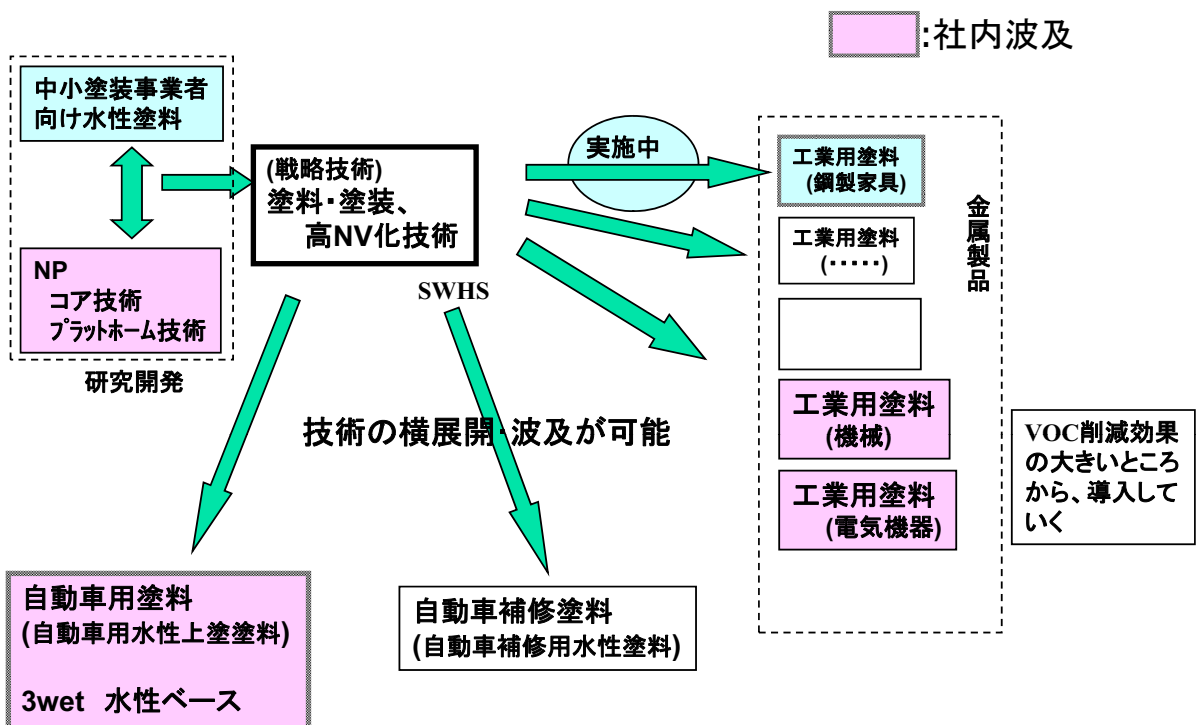 :社内波及
中小塗装事業者
向け水性塗料
NP
コア技術
プラットホーム技術
研究開発
(戦略技術)
塗料・塗装、
高NV化技術
SWHS
実施中
工業用塗料
(鋼製家具)
工業用塗料
(・・・・・)
工業用塗料
(機械)
工業用塗料
(電気機器)
金属製品
VOC削減効果
の大きいところ
から、導入して
いく
技術の横展開・波及が可能
自動車用塗料
(自動車用水性上塗塗料)
3wet 水性ベース
自動車補修塗料
(自動車補修用水性塗料)